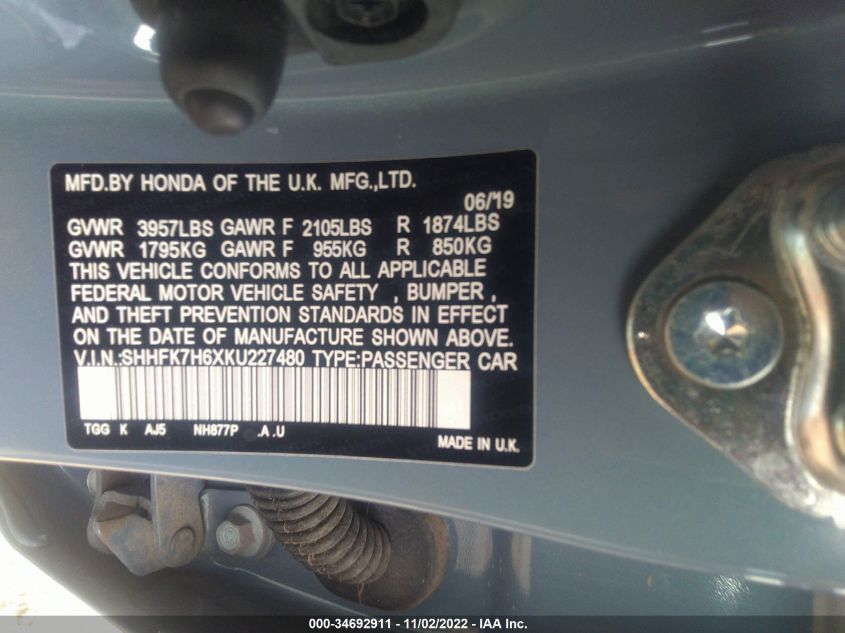 MFD.BY HONDA OF THE U.K. MFG.,LTD.
06/19
GVWR 3957LBS GAWR F 2105LBS R 1874LBS
GVWR 1795KG GAWR F 955KG R 850KG
THIS VEHICLE CONFORMS TO ALL APPLICABLE
FEDERAL MOTOR VEHICLE SAFETY , BUMPER ,
AND THEFT PREVENTION STANDARDS IN EFFECT
ON THE DATE OF MANUFACTURE SHOWN ABOVE.
V.I.N.:SHHFK7H6XKU227480 TYPE:PASSENGER CAR
TGG K AJ5 NH877P .A .U
MADE IN U.K.
000-34692911 - 11/02/2022 - IAA Inc.